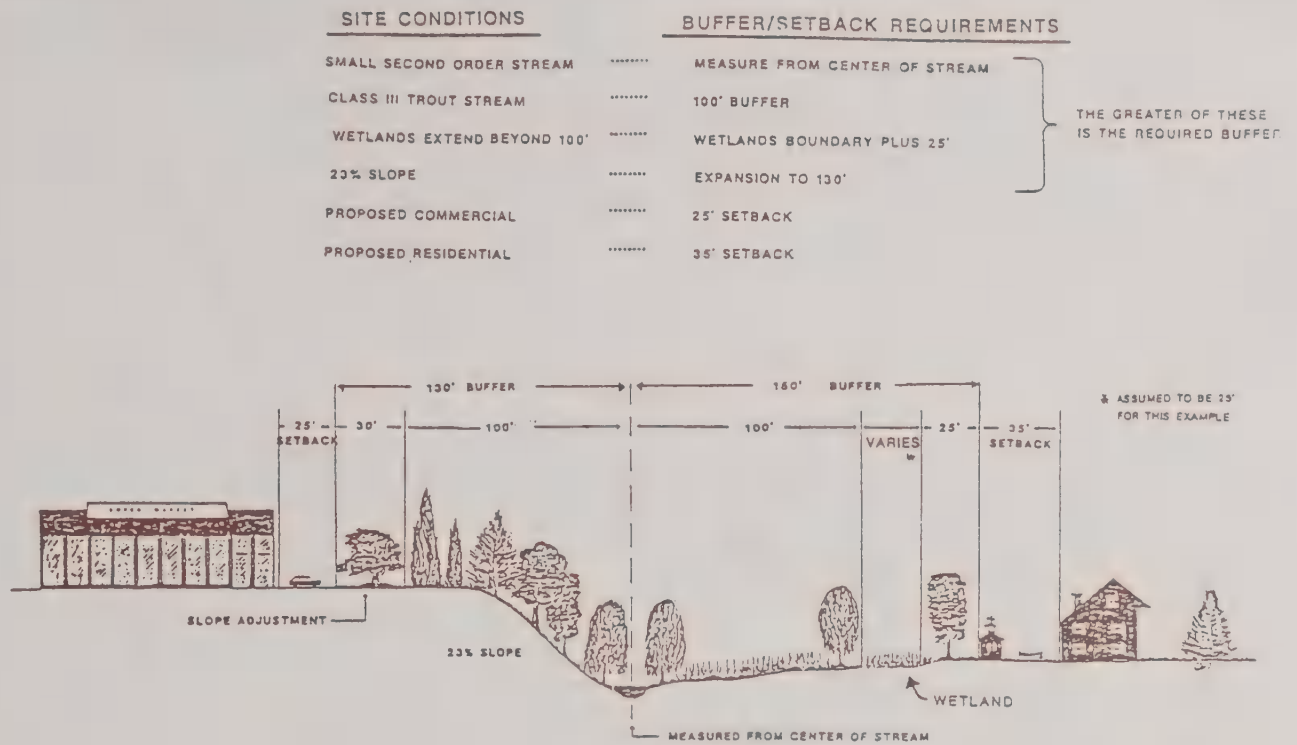 SITE CONDITIONS
BUFFER/SETBACK REQUIREMENTS
SMALL SECOND ORDER STREAM ........ MEASURE FROM CENTER OF STREAM
CLASS III TROUT STREAM ........ 100' BUFFER
WETLANDS EXTEND BEYOND 100' ........ WETLANDS BOUNDARY PLUS 25'
23% SLOPE ........ EXPANSION TO 130'
PROPOSED COMMERCIAL ........ 25' SETBACK
PROPOSED RESIDENTIAL ........ 35' SETBACK
THE GREATER OF THESE
IS THE REQUIRED BUFFER
130' BUFFER
150' BUFFER
* ASSUMED TO BE 25'
FOR THIS EXAMPLE
25'
SETBACK
30'
100'
100'
VARIES
*
25'
35'
SETBACK
SUPER MARKET
SLOPE ADJUSTMENT
23% SLOPE
WETLAND
MEASURED FROM CENTER OF STREAM